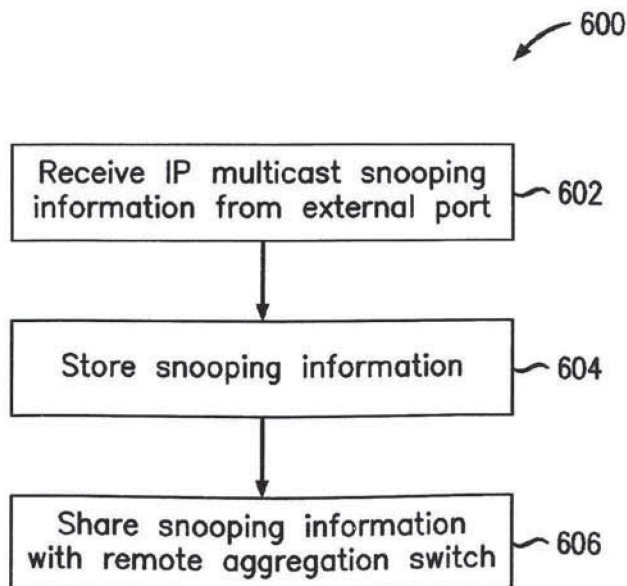 600
Receive IP multicast snooping
information from external port
602
Store snooping information
604
Share snooping information
with remote aggregation switch
606